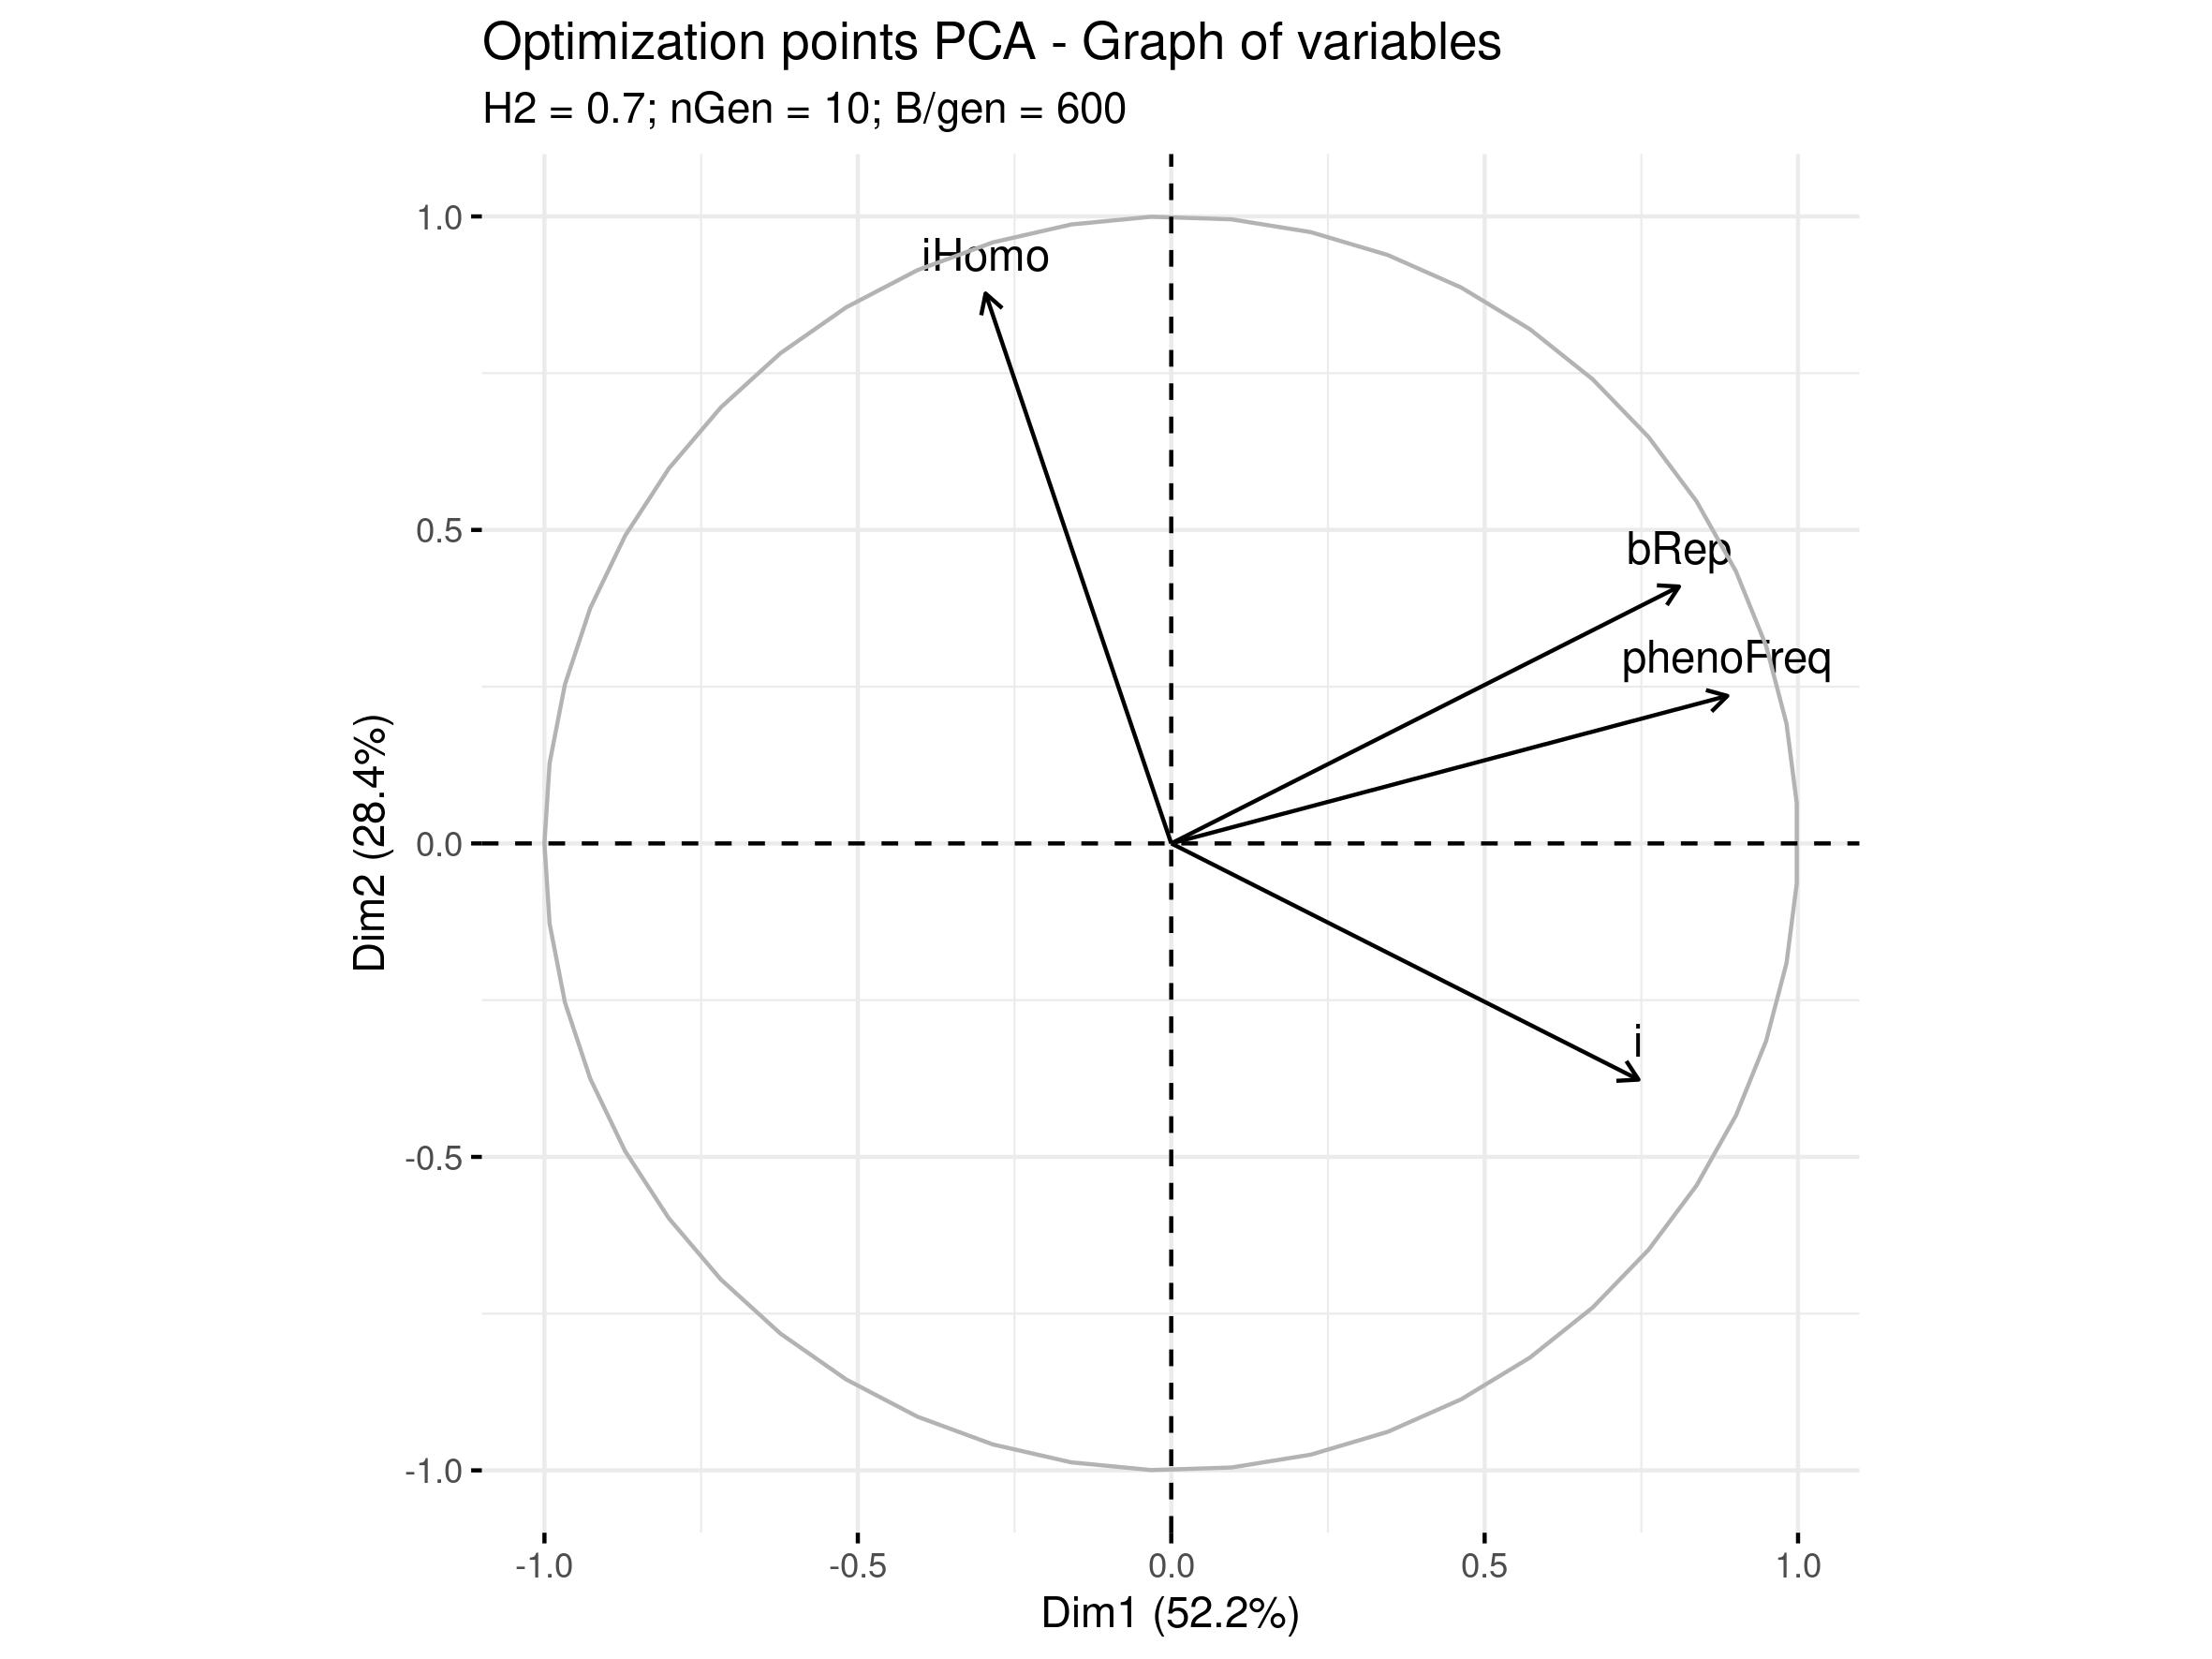 Optimization points PCA - Graph of variables
H2 = 0.7; nGen = 10; B/gen = 600
1.0
iHomo
0.5
bRep
phenoFreq
Dim2 (28.4%)
0.0
i
-0.5
-1.0
-1.0
-0.5
0.0
0.5
1.0
Dim1 (52.2%)